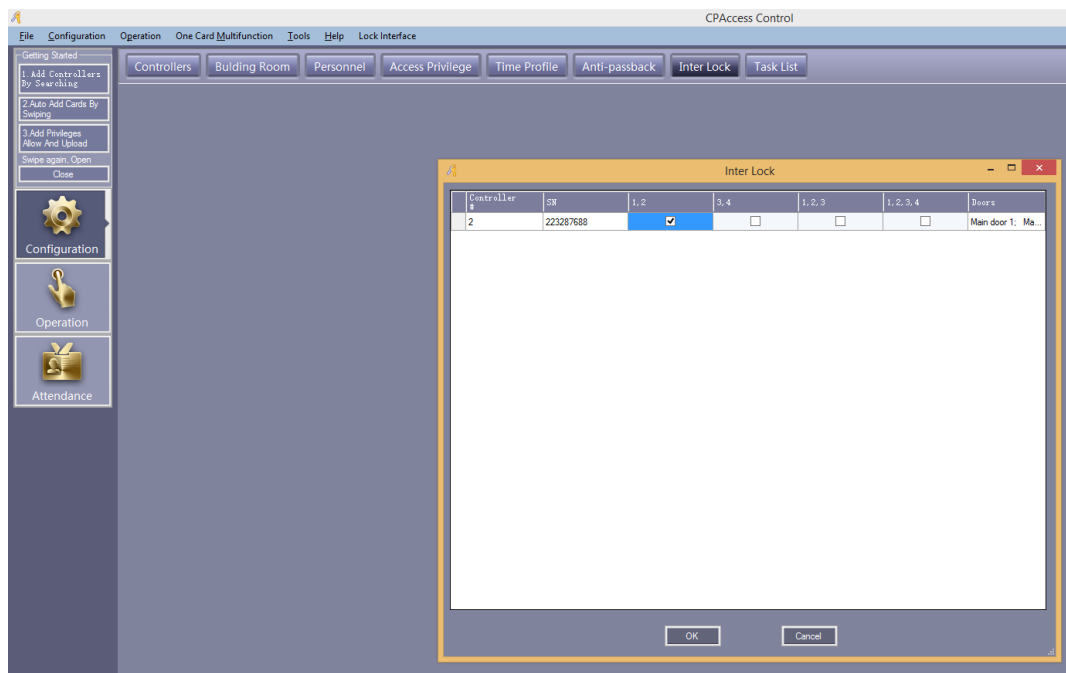 CPAccess Control
File Configuration Operation One Card Multifunction Tools Help Lock Interface
Getting Started
1. Add Controllers
By Searching
2.Auto Add Cards By
Swiping
3.Add Privileges
Allow And Upload
Swipe again, Open
Close
Configuration
Operation
Attendance
Controllers Bulding Room Personnel Access Privilege Time Profile Anti-passback Inter Lock Task List
Inter Lock
Controller
# SN 1,2 3,4 1,2,3 1,2,3,4 Doors
2 223287688 Main door 1; Ma...
OK Cancel